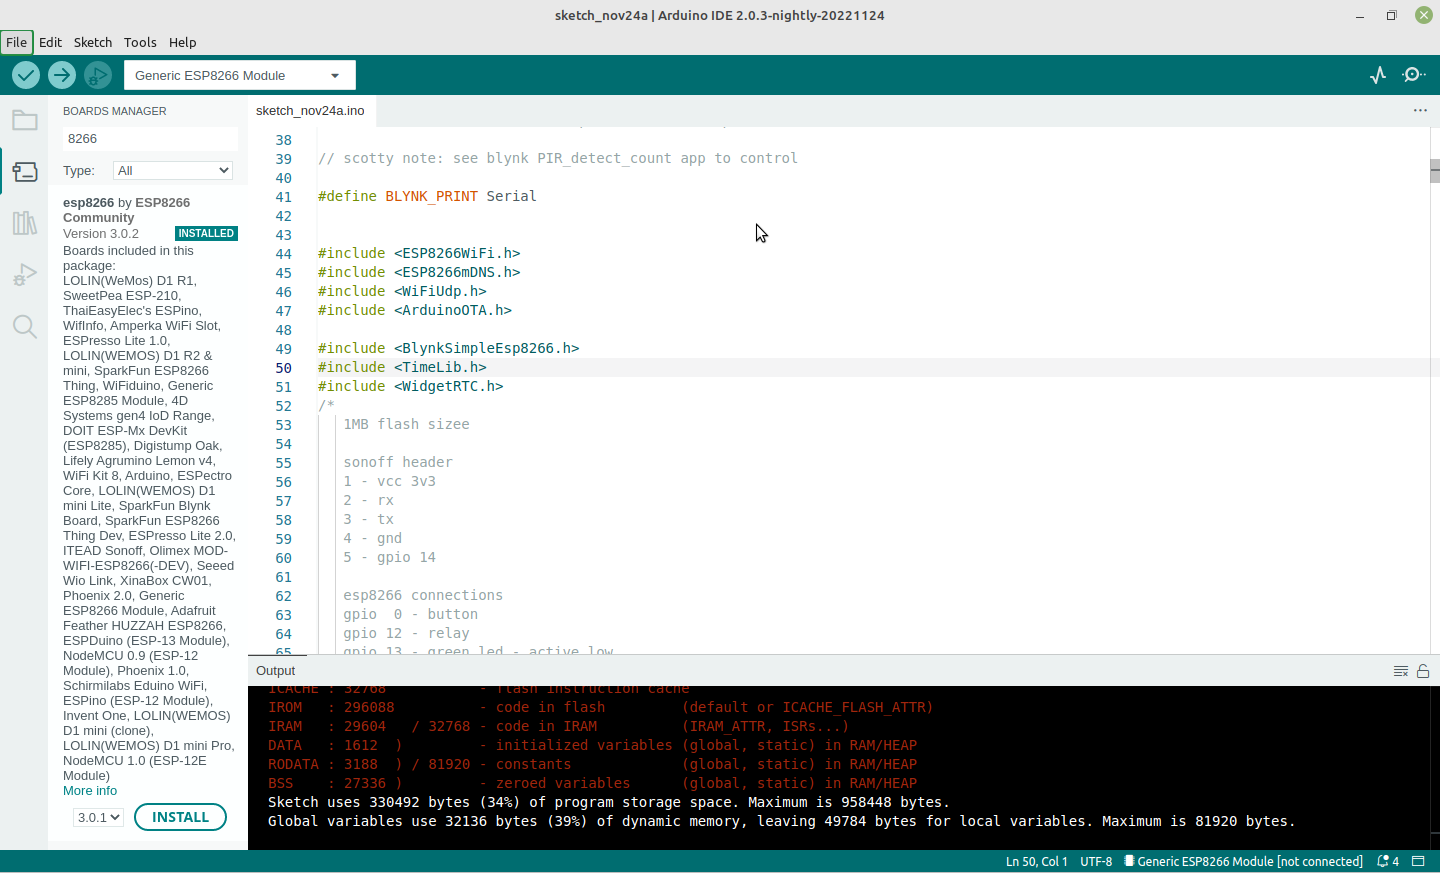 sketch_nov24a | Arduino IDE 2.0.3-nightly-20221124
File Edit Sketch Tools Help
Generic ESP8266 Module
BOARDS MANAGER
8266
Type: All
esp8266 by ESP8266
Community
Version 3.0.2 INSTALLED
Boards included in this
package:
LOLIN(WeMos) D1 R1,
SweetPea ESP-210,
ThaiEasyElec's ESPino,
WifInfo, Amperka WiFi Slot,
ESPresso Lite 1.0,
LOLIN(WEMOS) D1 R2 &
mini, SparkFun ESP8266
Thing, WiFiduino, Generic
ESP8285 Module, 4D
Systems gen4 IoD Range,
DOIT ESP-Mx DevKit
(ESP8285), Digistump Oak,
Lifely Agrumino Lemon v4,
WiFi Kit 8, Arduino, ESPectro
Core, LOLIN(WEMOS) D1
mini Lite, SparkFun Blynk
Board, SparkFun ESP8266
Thing Dev, ESPresso Lite 2.0,
ITEAD Sonoff, Olimex MOD-
WIFI-ESP8266(-DEV), Seeed
Wio Link, XinaBox CW01,
Phoenix 2.0, Generic
ESP8266 Module, Adafruit
Feather HUZZAH ESP8266,
ESPDuino (ESP-13 Module),
NodeMCU 0.9 (ESP-12
Module), Phoenix 1.0,
Schirmilabs Eduino WiFi,
ESPino (ESP-12 Module),
Invent One, LOLIN(WEMOS)
D1 mini (clone),
LOLIN(WEMOS) D1 mini Pro,
NodeMCU 1.0 (ESP-12E
Module)
More info
3.0.1 INSTALL
sketch_nov24a.ino
38
39 // scotty note: see blynk PIR_detect_count app to control
40
41 #define BLYNK_PRINT Serial
42
43
44 #include <ESP8266WiFi.h>
45 #include <ESP8266mDNS.h>
46 #include <WiFiUdp.h>
47 #include <ArduinoOTA.h>
48
49 #include <BlynkSimpleEsp8266.h>
50 #include <TimeLib.h>
51 #include <WidgetRTC.h>
52 /*
53 1MB flash sizee
54
55 sonoff header
56 1 - vcc 3v3
57 2 - rx
58 3 - tx
59 4 - gnd
60 5 - gpio 14
61
62 esp8266 connections
63 gpio  0 - button
64 gpio 12 - relay
65 gpio 13 - green led - active low
Output
ICACHE : 32768 - flash instruction cache
IROM : 296088 - code in flash (default or ICACHE_FLASH_ATTR)
IRAM : 29604 / 32768 - code in IRAM (IRAM_ATTR, ISRs...)
DATA : 1612 ) - initialized variables (global, static) in RAM/HEAP
RODATA : 3188 ) / 81920 - constants (global, static) in RAM/HEAP
BSS : 27336 ) - zeroed variables (global, static) in RAM/HEAP
Sketch uses 330492 bytes (34%) of program storage space. Maximum is 958448 bytes.
Global variables use 32136 bytes (39%) of dynamic memory, leaving 49784 bytes for local variables. Maximum is 81920 bytes.
Ln 50, Col 1 UTF-8 Generic ESP8266 Module [not connected] 4